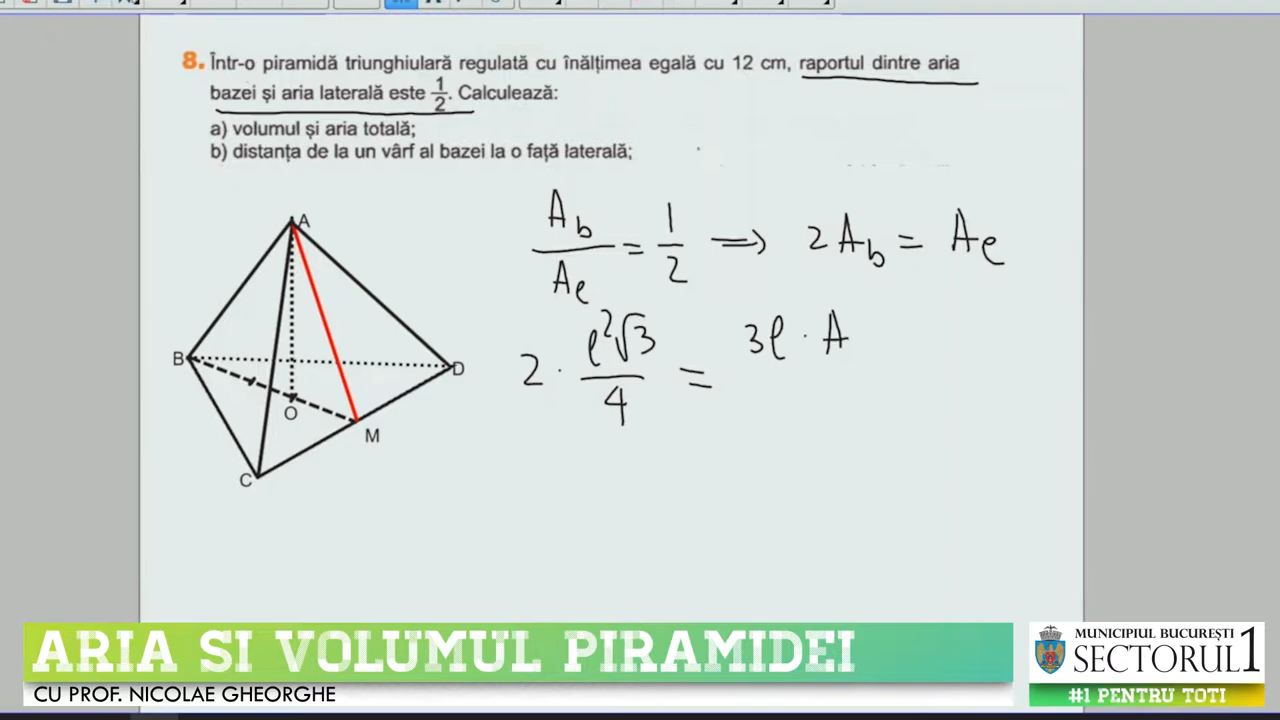 8. Într-o piramidă triunghiulară regulată cu înălțimea egală cu 12 cm, raportul dintre aria
bazei și aria laterală este 1/2. Calculează:
a) volumul și aria totală;
b) distanța de la un vârf al bazei la o față laterală;
A_b/A_ℓ = 1/2 ⟹ 2A_b = A_ℓ
2 · ℓ²√3/4 = 3ℓ · A
A
B
D
O
M
C
ARIA SI VOLUMUL PIRAMIDEI
CU PROF. NICOLAE GHEORGHE
MUNICIPIUL BUCUREȘTI
SECTORUL 1
#1 PENTRU TOTI